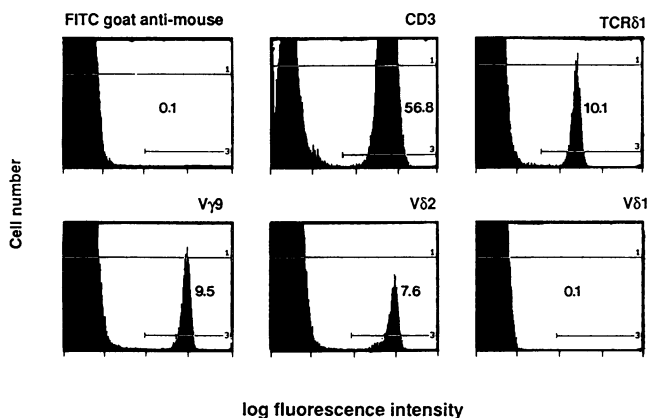 FITC goat anti-mouse
CD3
TCRδ1
1
0.1
3
1
56.8
3
1
10.1
3
Cell number
Vγ9
Vδ2
Vδ1
1
9.5
3
1
7.6
3
1
0.1
3
log fluorescence intensity